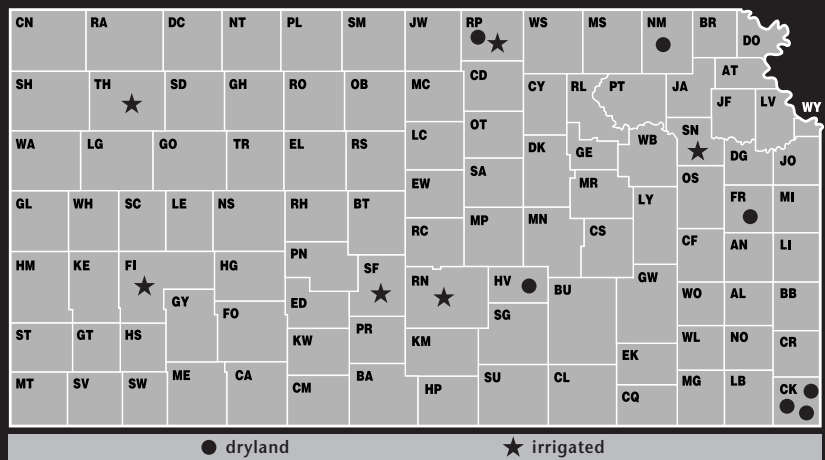 CN RA DC NT PL SM JW RP WS MS NM BR DO
SH TH SD GH RO OB MC CD CY RL PT JA AT JF LV WY
WA LG GO TR EL RS LC OT DK GE WB SN DG JO
EW SA MR OS
GL WH SC LE NS RH BT RC MP MN CS LY FR MI
HM KE FI HG PN SF RN HV BU GW CF AN LI
GY ED SG WO AL BB
ST GT HS FO KW PR KM EK WL NO CR
MT SV SW ME CA CM BA HP SU CL CQ MG LB CK
dryland irrigated